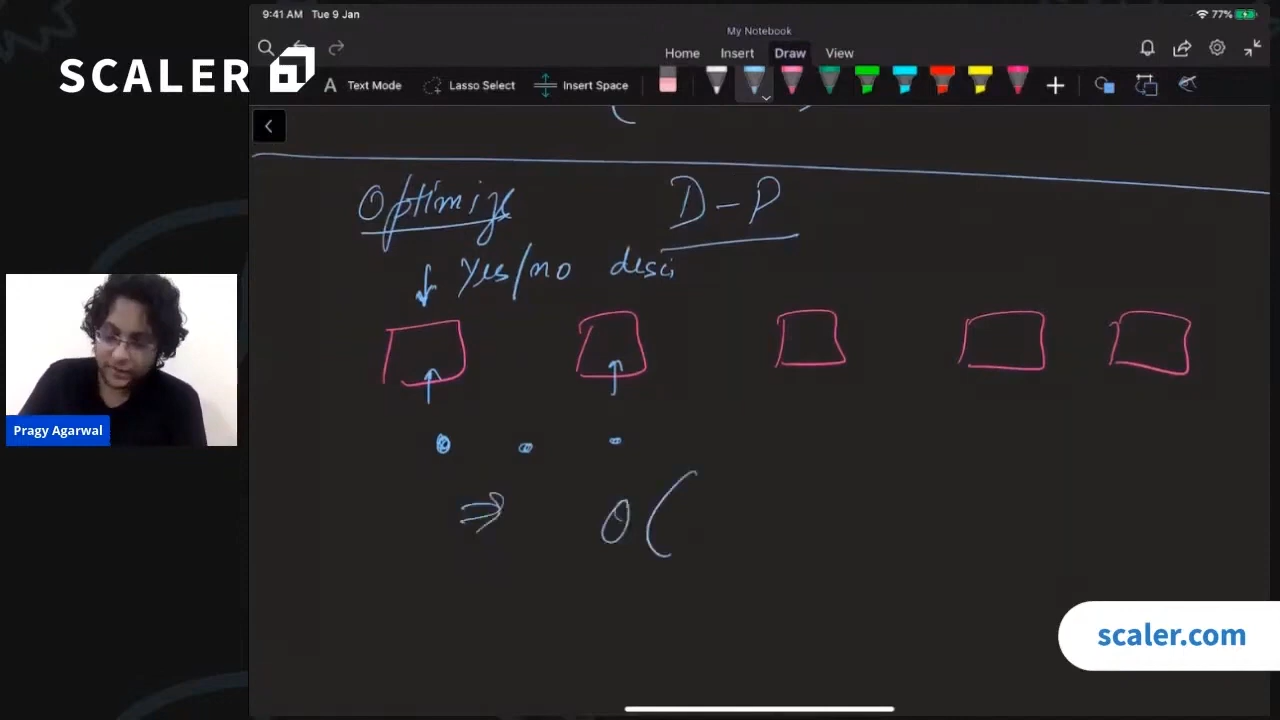 9:41 AM Tue 9 Jan
77%
My Notebook
Home Insert Draw View
SCALER
Text Mode Lasso Select Insert Space
Optimize D-P
Yes/no desci
Pragy Agarwal
⇒ O(
scaler.com